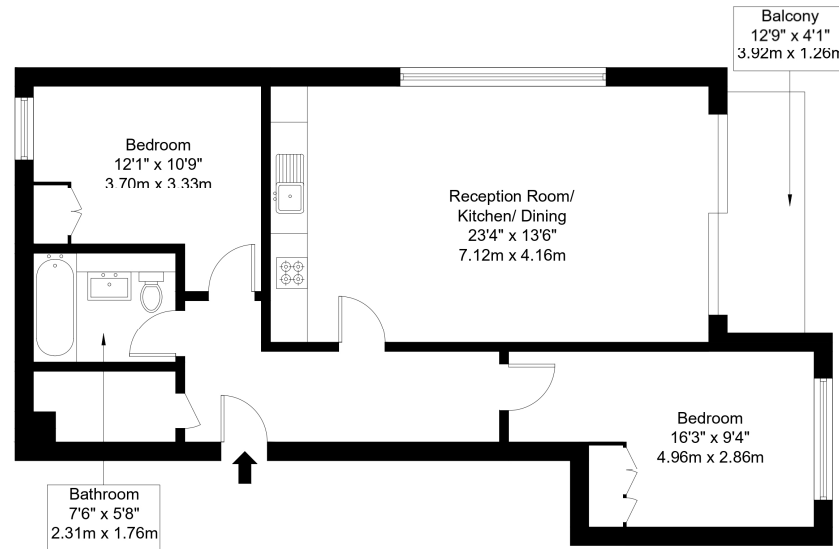 Balcony
12'9" x 4'1"
3.92m x 1.26m
Bedroom
12'1" x 10'9"
3.70m x 3.33m
Reception Room/
Kitchen/ Dining
23'4" x 13'6"
7.12m x 4.16m
Bedroom
16'3" x 9'4"
4.96m x 2.86m
Bathroom
7'6" x 5'8"
2.31m x 1.76m